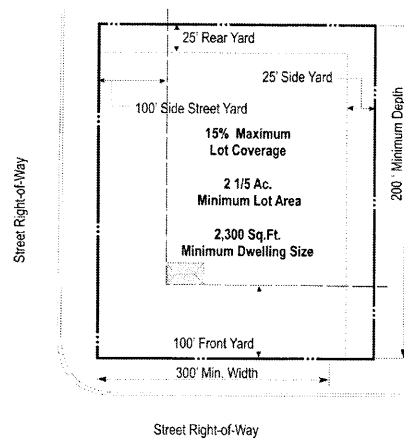 25' Rear Yard
25' Side Yard
100' Side Street Yard
15% Maximum
Lot Coverage
2 1/5 Ac.
Minimum Lot Area
2,300 Sq.Ft.
Minimum Dwelling Size
100' Front Yard
300' Min. Width
200 ' Minimum Depth
Street Right-of-Way
Street Right-of-Way